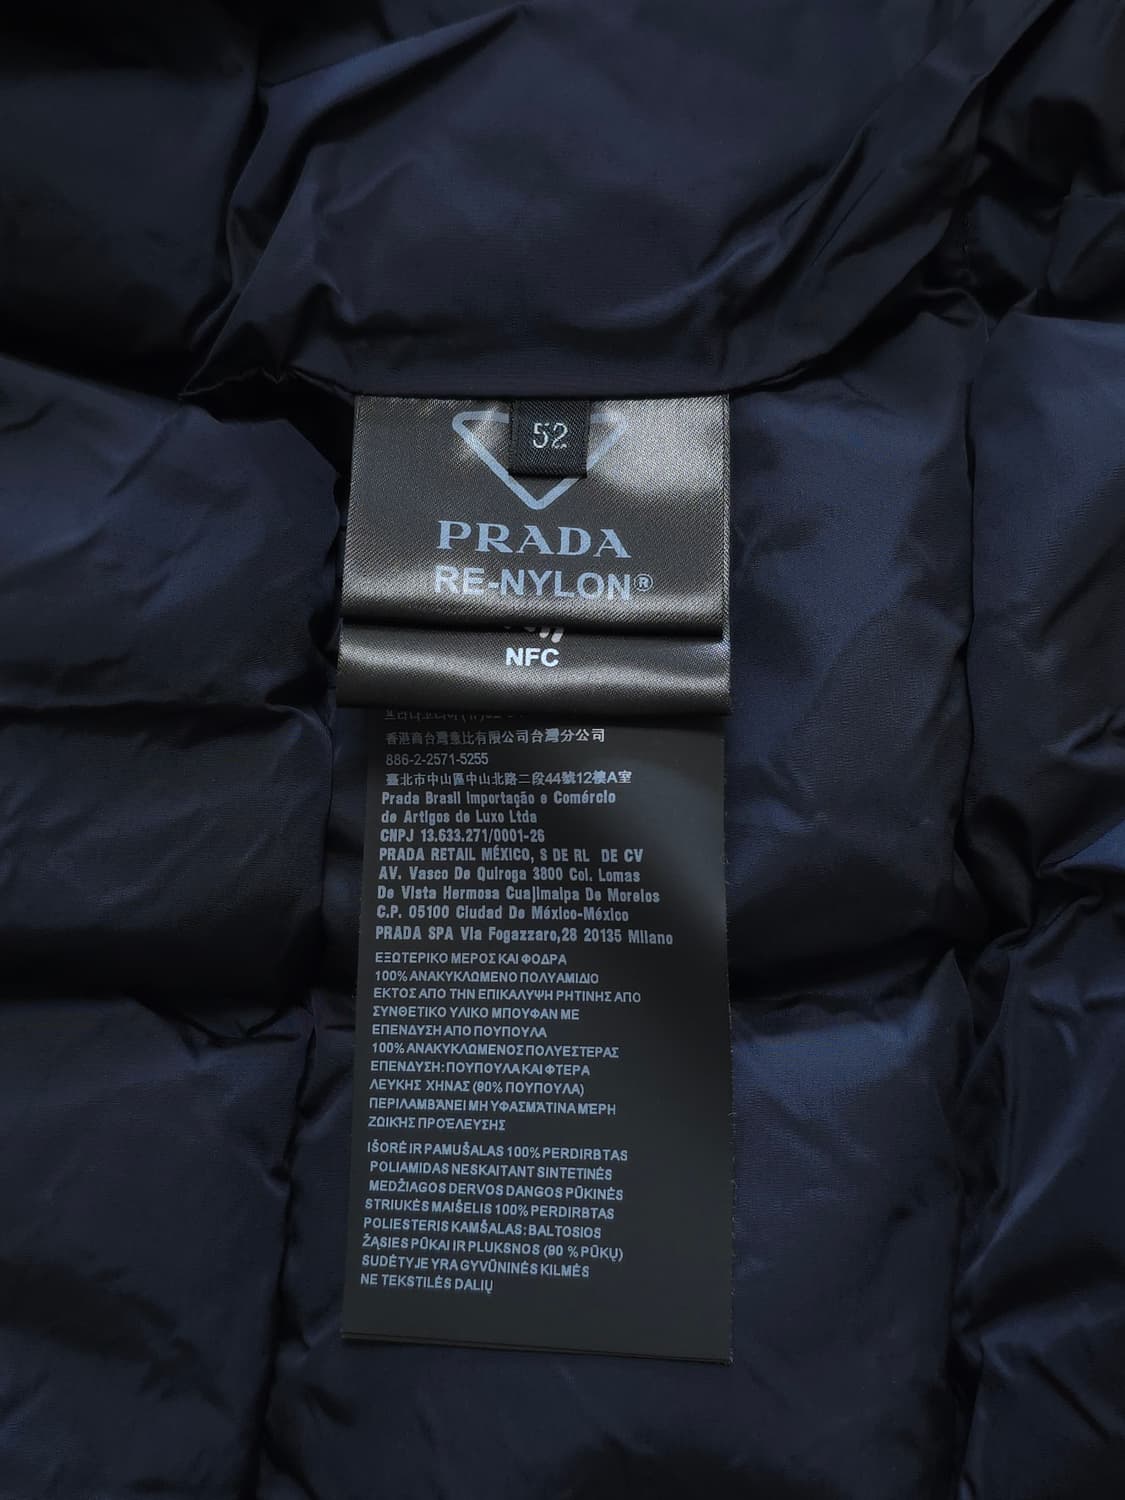 52
PRADA
RE-NYLON®
NFC
香港商台灣意比有限公司台灣分公司
886-2-2571-5255
臺北市中山區中山北路二段44號12樓A室
Prada Brasil Importação e Comércio
de Artigos de Luxo Ltda
CNPJ 13.633.271/0001-26
PRADA RETAIL MÉXICO, S DE RL DE CV
AV. Vasco De Quiroga 3800 Col. Lomas
De Vista Hermosa Cuajimalpa De Morelos
C.P. 05100 Ciudad De México-México
PRADA SPA Via Fogazzaro,28 20135 Milano
ΕΞΩΤΕΡΙΚΟ ΜΕΡΟΣ ΚΑΙ ΦΟΔΡΑ
100% ΑΝΑΚΥΚΛΩΜΕΝΟ ΠΟΛΥΑΜΙΔΙΟ
ΕΚΤΟΣ ΑΠΟ ΤΗΝ ΕΠΙΚΑΛΥΨΗ ΡΗΤΙΝΗΣ ΑΠΟ
ΣΥΝΘΕΤΙΚΟ ΥΛΙΚΟ ΜΠΟΥΦΑΝ ΜΕ
ΕΠΕΝΔΥΣΗ ΑΠΟ ΠΟΥΠΟΥΛΑ
100% ΑΝΑΚΥΚΛΩΜΕΝΟΣ ΠΟΛΥΕΣΤΕΡΑΣ
ΕΠΕΝΔΥΣΗ: ΠΟΥΠΟΥΛΑ ΚΑΙ ΦΤΕΡΑ
ΛΕΥΚΗΣ ΧΗΝΑΣ (90% ΠΟΥΠΟΥΛΑ)
ΠΕΡΙΛΑΜΒΆΝΕΙ ΜΗ ΥΦΑΣΜΆΤΙΝΑ ΜΈΡΗ
ΖΩΙΚΉΣ ΠΡΟΈΛΕΥΣΗΣ
IŠORĖ IR PAMUŠALAS 100% PERDIRBTAS
POLIAMIDAS NESKAITANT SINTETINĖS
MEDŽIAGOS DERVOS DANGOS PŪKINĖS
STRIUKĖS MAIŠELIS 100% PERDIRBTAS
POLIESTERIS KAMŠALAS: BALTOSIOS
ŽĄSIES PŪKAI IR PLUKSNOS (90 % PŪKŲ)
SUDĖTYJE YRA GYVŪNINĖS KILMĖS
NE TEKSTILĖS DALIŲ